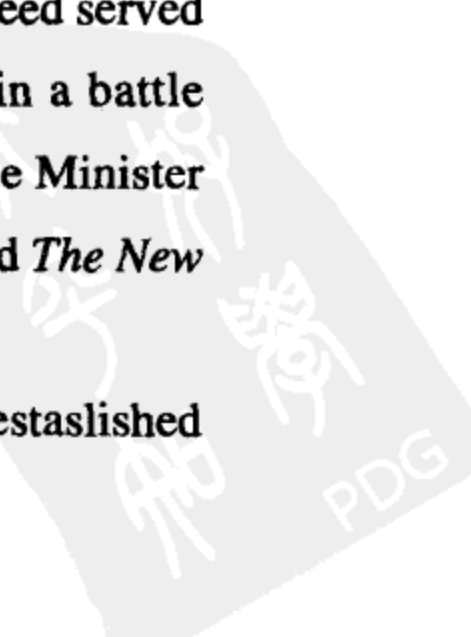 eed served
in a battle
e Minister
d The New
estaslished
PDG